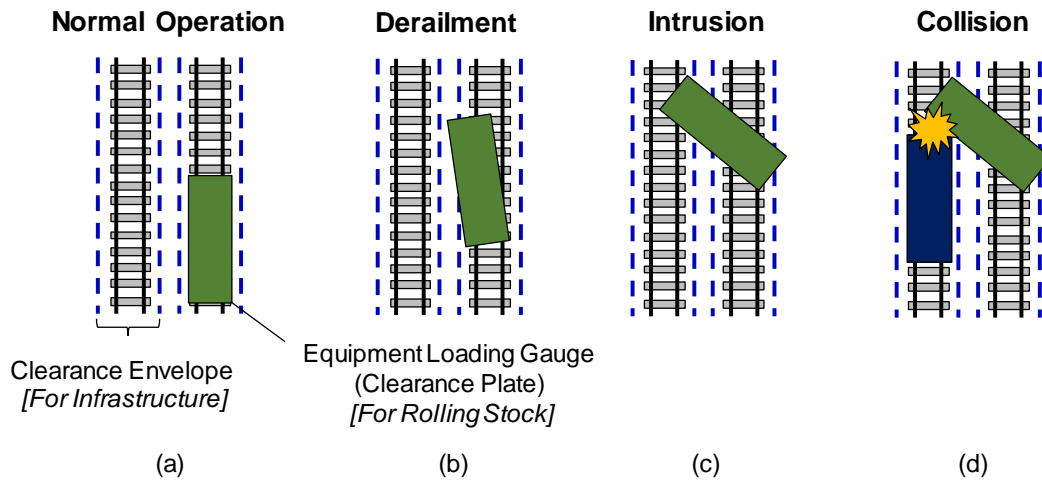 Normal Operation
Derailment
Intrusion
Collision
Clearance Envelope
[For Infrastructure]
Equipment Loading Gauge
(Clearance Plate)
[For Rolling Stock]
(a)
(b)
(c)
(d)